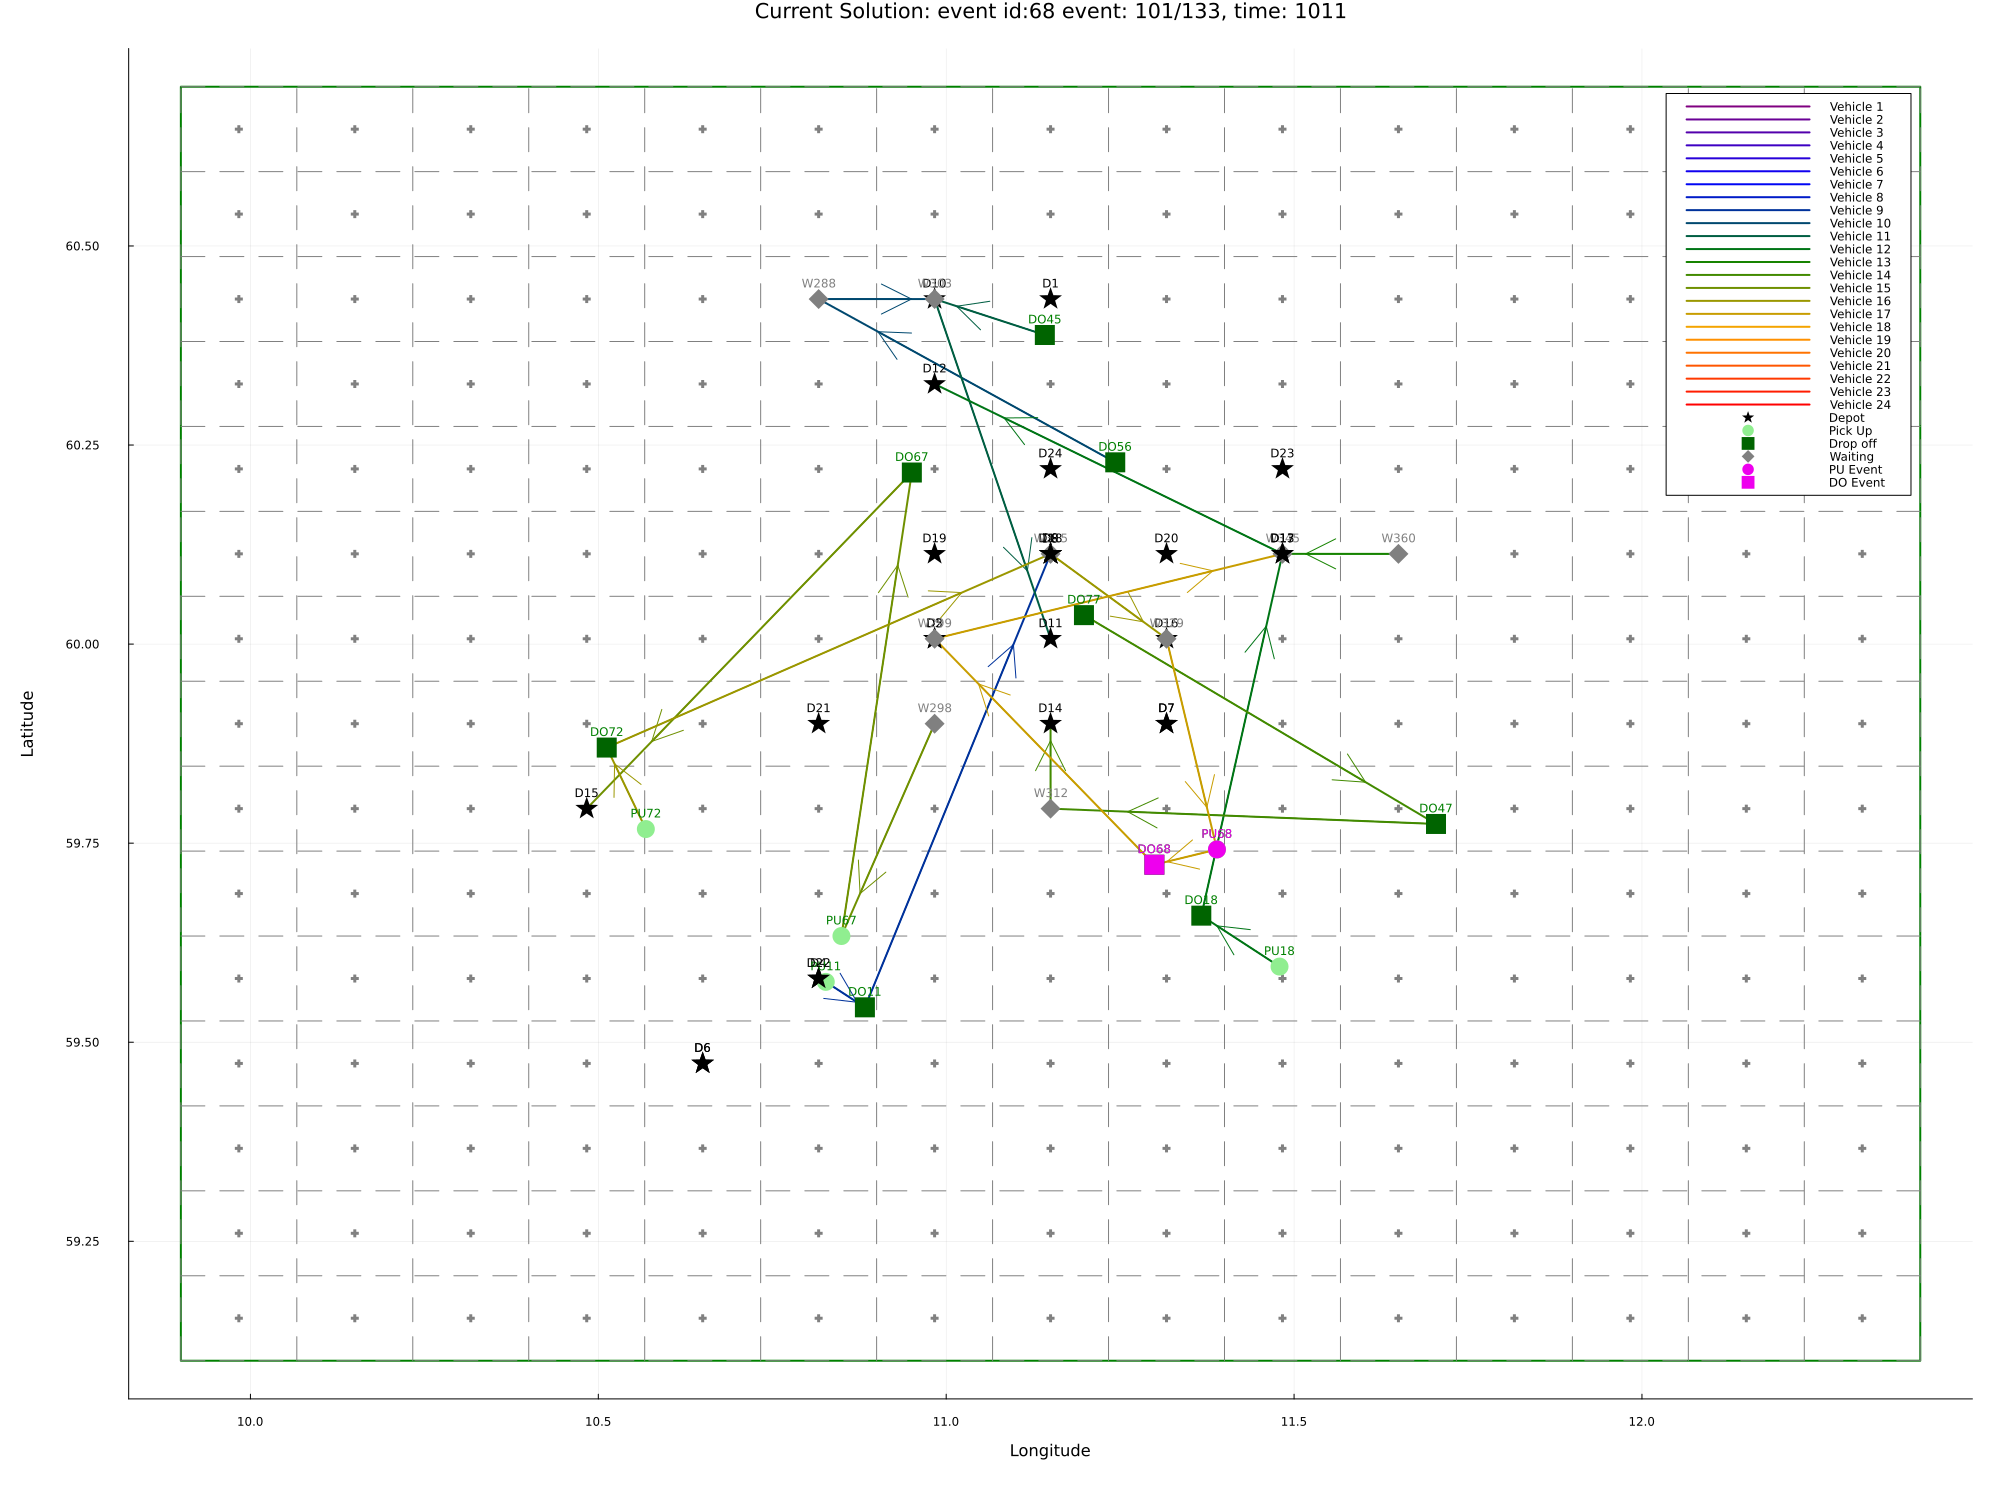 Current Solution: event id:68 event: 101/133, time: 1011
Vehicle 1
Vehicle 2
Vehicle 3
Vehicle 4
Vehicle 5
Vehicle 6
Vehicle 7
Vehicle 8
Vehicle 9
Vehicle 10
Vehicle 11
Vehicle 12
Vehicle 13
Vehicle 14
Vehicle 15
Vehicle 16
Vehicle 17
Vehicle 18
Vehicle 19
Vehicle 20
Vehicle 21
Vehicle 22
Vehicle 23
Vehicle 24
Depot
Pick Up
Drop off
Waiting
PU Event
DO Event
60.50
60.25
60.00
59.75
59.50
59.25
Latitude
W288
D10
D1
DO45
D12
DO67
D24
DO56
D23
D19
D20
W360
DO77
D11
D21
W298
D14
D7
DO72
D15
PU72
W312
DO47
PU68
DO68
DO18
PU18
PU67
DO11
D6
10.0
10.5
11.0
11.5
12.0
Longitude